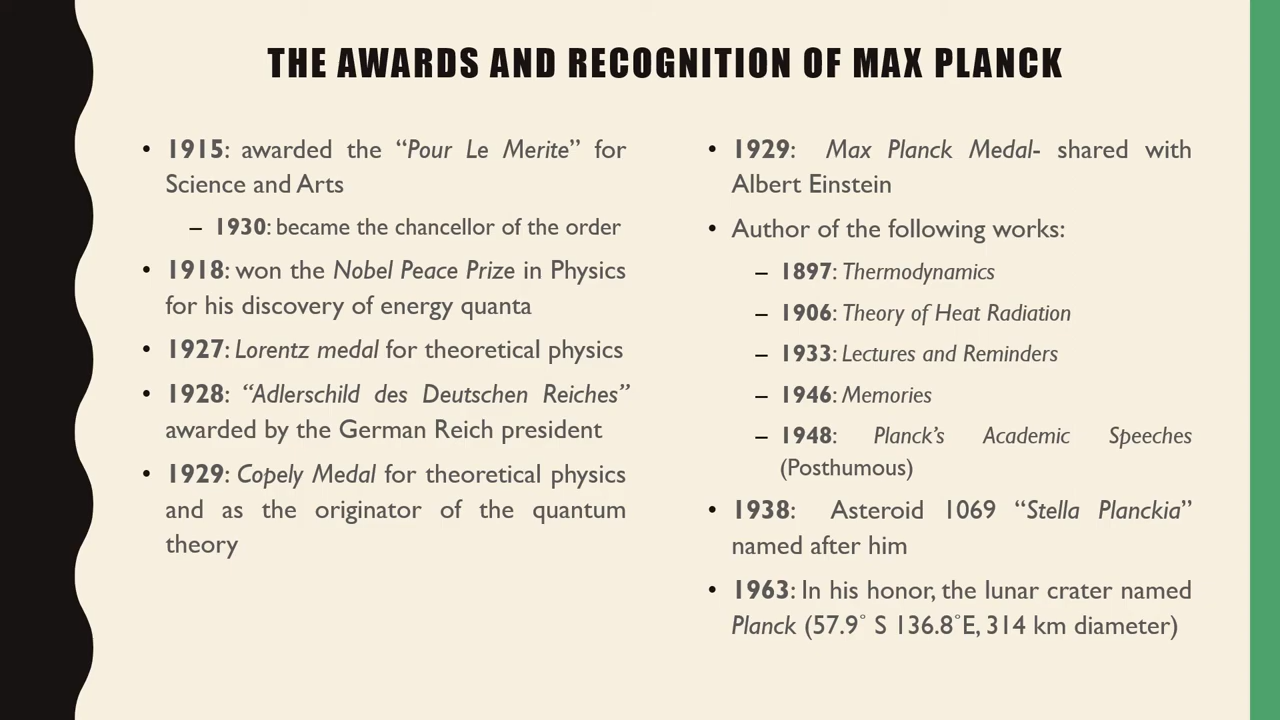 THE AWARDS AND RECOGNITION OF MAX PLANCK
• 1915: awarded the “Pour Le Merite” for
Science and Arts
– 1930: became the chancellor of the order
• 1918: won the Nobel Peace Prize in Physics
for his discovery of energy quanta
• 1927: Lorentz medal for theoretical physics
• 1928: “Adlerschild des Deutschen Reiches”
awarded by the German Reich president
• 1929: Copely Medal for theoretical physics
and as the originator of the quantum
theory
• 1929: Max Planck Medal- shared with
Albert Einstein
• Author of the following works:
– 1897: Thermodynamics
– 1906: Theory of Heat Radiation
– 1933: Lectures and Reminders
– 1946: Memories
– 1948: Planck’s Academic Speeches
(Posthumous)
• 1938: Asteroid 1069 “Stella Planckia”
named after him
• 1963: In his honor, the lunar crater named
Planck (57.9° S 136.8°E, 314 km diameter)